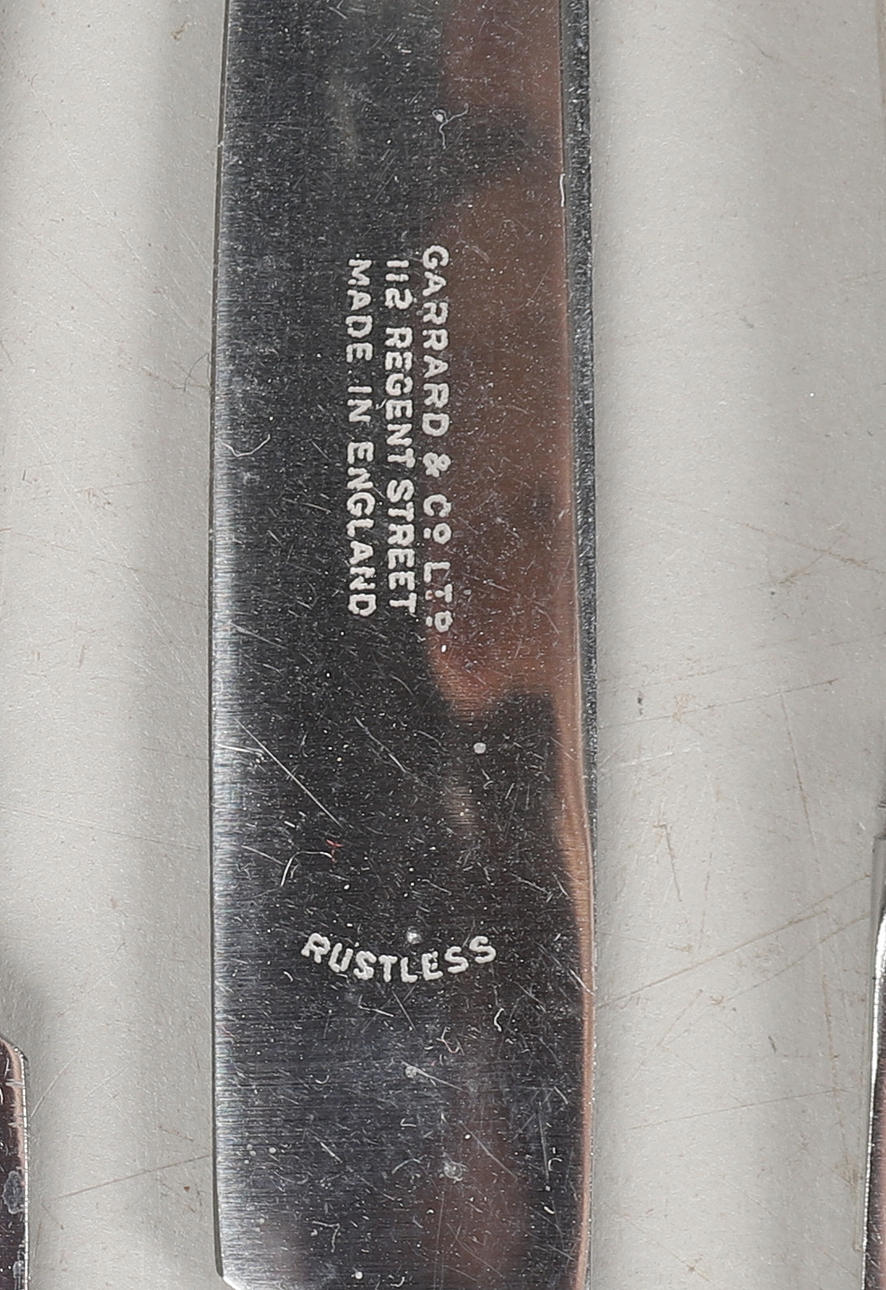 GARRARD & CO LTD.
112 REGENT STREET
MADE IN ENGLAND
RUSTLESS